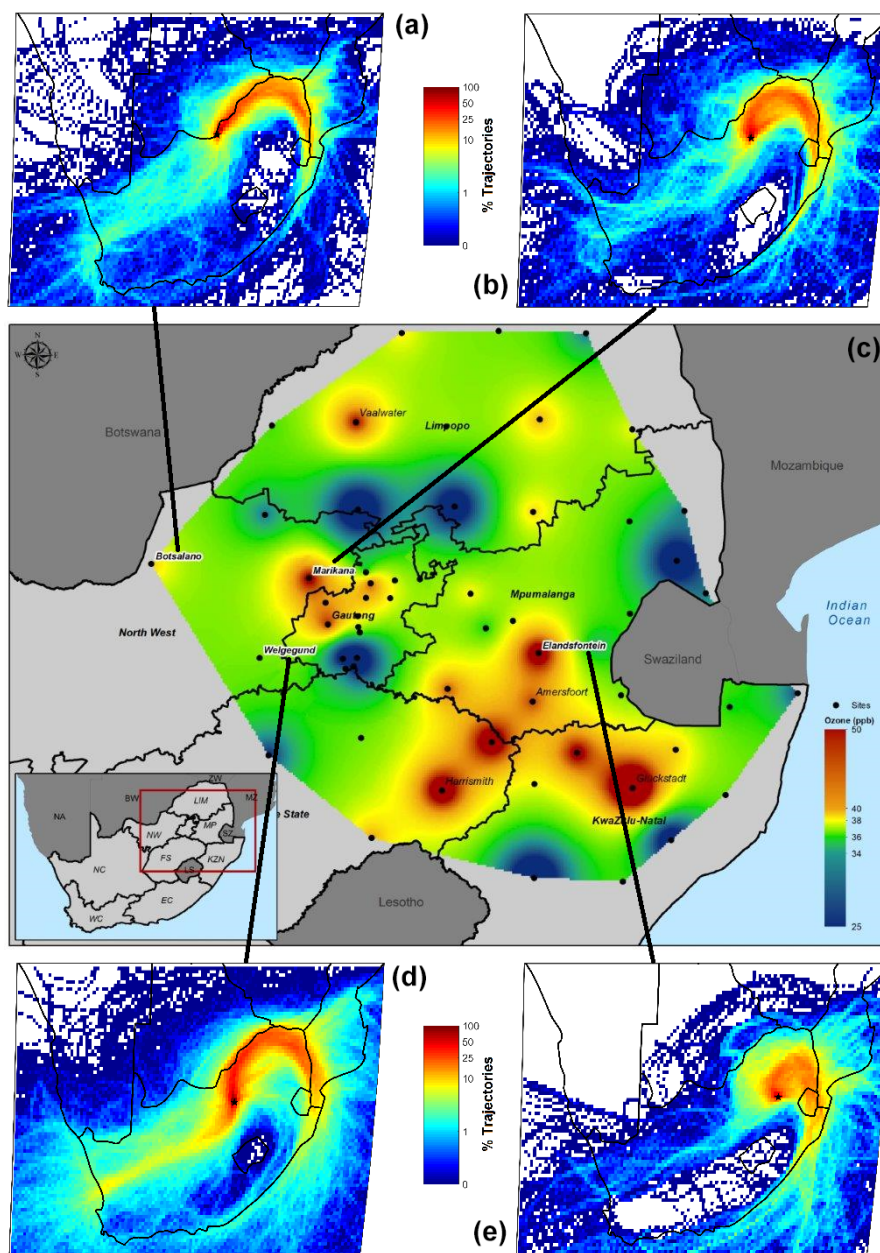 (a)
100
50
25
10
5
1
0
% Trajectories
(b)
(c)
N
W E
S
Botswana
Vaalwater
Limpopo
Mozambique
Botsalano
Marikana
Mpumalanga
Indian
Ocean
North West
Gauteng
Welgegund
Elandsfontein
Swaziland
Amersfoort
Sites
Ozone (ppb)
50
40
38
36
34
25
Harrismith
Glückstadt
KwaZulu-Natal
e State
Lesotho
ZW
BW
MZ
NA
LIM
NW
MP
SZ
FS
KZN
NC
LS
EC
WC
(d)
100
50
25
10
5
1
0
% Trajectories
(e)